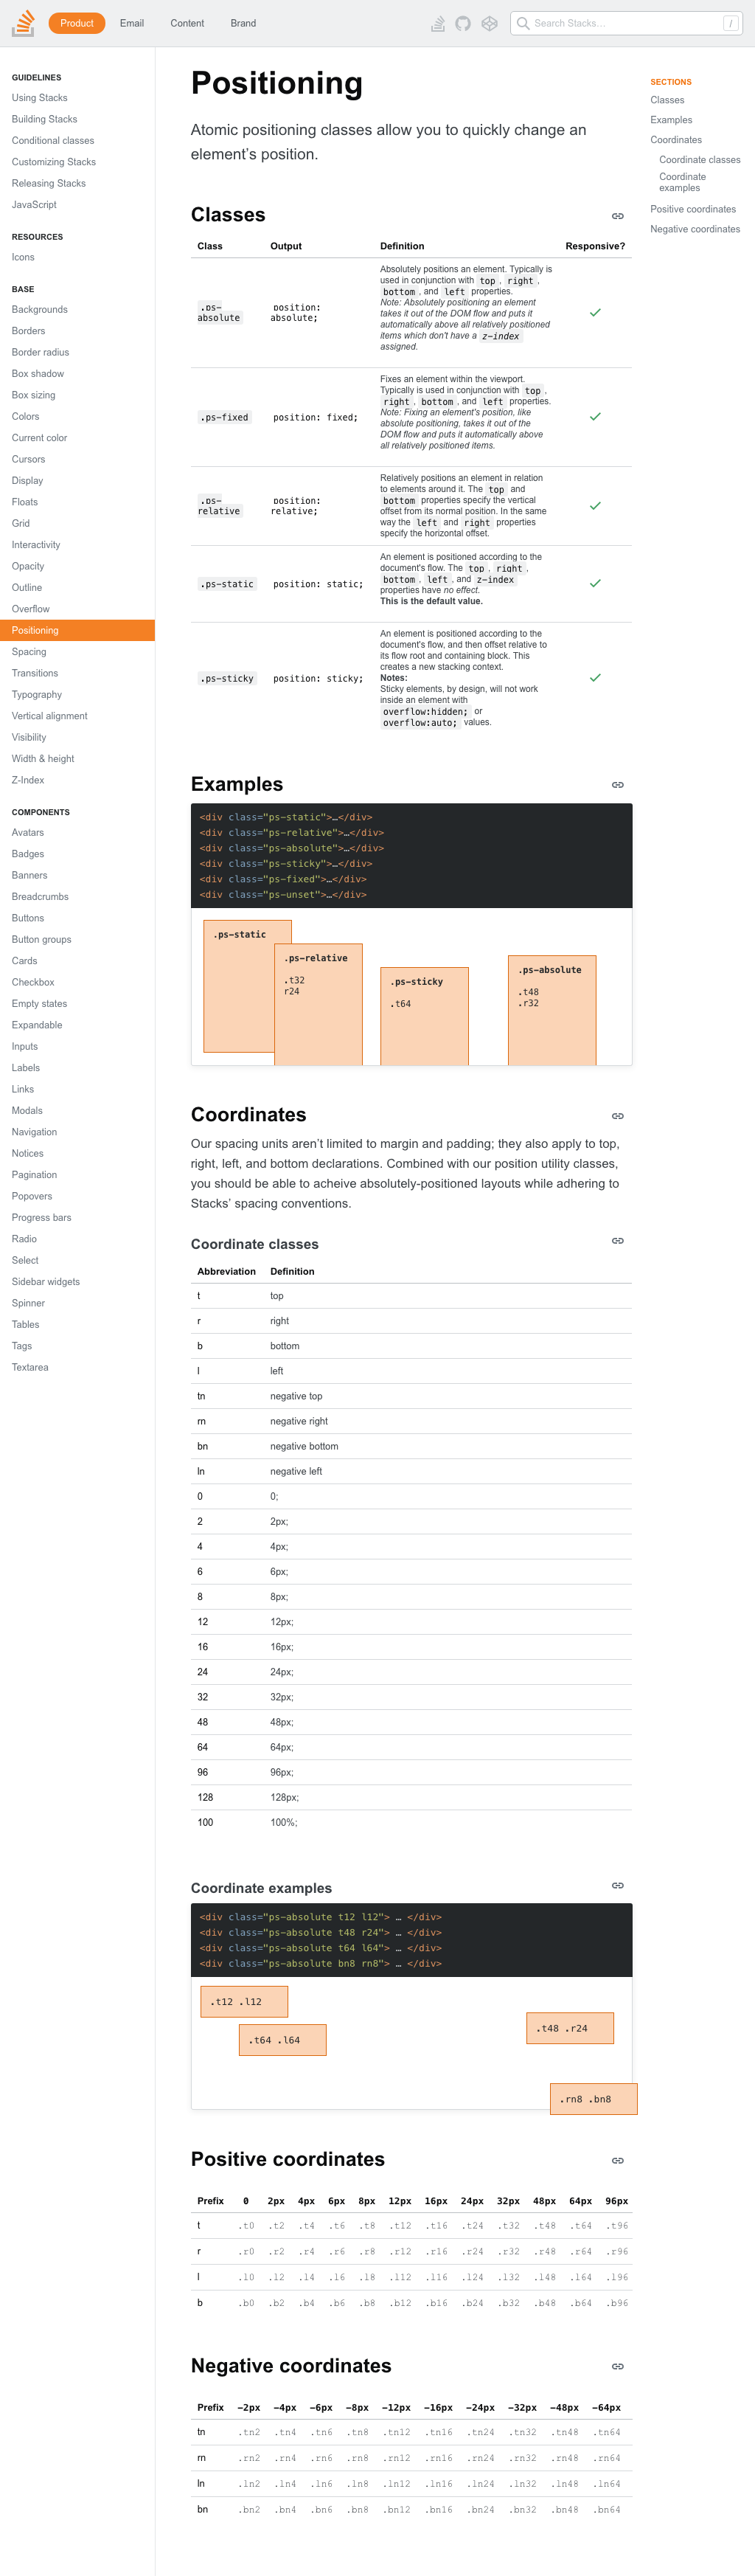 Product Email Content Brand Search Stacks… /
GUIDELINES
Using Stacks
Building Stacks
Conditional classes
Customizing Stacks
Releasing Stacks
JavaScript
RESOURCES
Icons
BASE
Backgrounds
Borders
Border radius
Box shadow
Box sizing
Colors
Current color
Cursors
Display
Floats
Grid
Interactivity
Opacity
Outline
Overflow
Positioning
Spacing
Transitions
Typography
Vertical alignment
Visibility
Width & height
Z-Index
COMPONENTS
Avatars
Badges
Banners
Breadcrumbs
Buttons
Button groups
Cards
Checkbox
Empty states
Expandable
Inputs
Labels
Links
Modals
Navigation
Notices
Pagination
Popovers
Progress bars
Radio
Select
Sidebar widgets
Spinner
Tables
Tags
Textarea
Positioning
Atomic positioning classes allow you to quickly change an
element’s position.
Classes
Class Output Definition Responsive?
.ps-
absolute
position:
absolute;
Absolutely positions an element. Typically is
used in conjunction with top, right,
bottom, and left properties.
Note: Absolutely positioning an element
takes it out of the DOM flow and puts it
automatically above all relatively positioned
items which don't have a z-index
assigned.
.ps-fixed
position: fixed;
Fixes an element within the viewport.
Typically is used in conjunction with top,
right, bottom, and left properties.
Note: Fixing an element's position, like
absolute positioning, takes it out of the
DOM flow and puts it automatically above
all relatively positioned items.
.ps-
relative
position:
relative;
Relatively positions an element in relation
to elements around it. The top and
bottom properties specify the vertical
offset from its normal position. In the same
way the left and right properties
specify the horizontal offset.
.ps-static
position: static;
An element is positioned according to the
document's flow. The top, right,
bottom, left, and z-index
properties have no effect.
This is the default value.
.ps-sticky
position: sticky;
An element is positioned according to the
document's flow, and then offset relative to
its flow root and containing block. This
creates a new stacking context.
Notes:
Sticky elements, by design, will not work
inside an element with
overflow:hidden; or
overflow:auto; values.
Examples
<div class="ps-static">…</div>
<div class="ps-relative">…</div>
<div class="ps-absolute">…</div>
<div class="ps-sticky">…</div>
<div class="ps-fixed">…</div>
<div class="ps-unset">…</div>
.ps-static
.ps-relative
.t32
r24
.ps-sticky
.t64
.ps-absolute
.t48
.r32
Coordinates
Our spacing units aren’t limited to margin and padding; they also apply to top,
right, left, and bottom declarations. Combined with our position utility classes,
you should be able to acheive absolutely-positioned layouts while adhering to
Stacks’ spacing conventions.
Coordinate classes
Abbreviation Definition
t top
r right
b bottom
l left
tn negative top
rn negative right
bn negative bottom
ln negative left
0 0;
2 2px;
4 4px;
6 6px;
8 8px;
12 12px;
16 16px;
24 24px;
32 32px;
48 48px;
64 64px;
96 96px;
128 128px;
100 100%;
Coordinate examples
<div class="ps-absolute t12 l12"> … </div>
<div class="ps-absolute t48 r24"> … </div>
<div class="ps-absolute t64 l64"> … </div>
<div class="ps-absolute bn8 rn8"> … </div>
.t12 .l12
.t64 .l64
.t48 .r24
.rn8 .bn8
Positive coordinates
Prefix 0 2px 4px 6px 8px 12px 16px 24px 32px 48px 64px 96px
t .t0 .t2 .t4 .t6 .t8 .t12 .t16 .t24 .t32 .t48 .t64 .t96
r .r0 .r2 .r4 .r6 .r8 .r12 .r16 .r24 .r32 .r48 .r64 .r96
l .l0 .l2 .l4 .l6 .l8 .l12 .l16 .l24 .l32 .l48 .l64 .l96
b .b0 .b2 .b4 .b6 .b8 .b12 .b16 .b24 .b32 .b48 .b64 .b96
Negative coordinates
Prefix −2px −4px −6px −8px −12px −16px −24px −32px −48px −64px
tn .tn2 .tn4 .tn6 .tn8 .tn12 .tn16 .tn24 .tn32 .tn48 .tn64
rn .rn2 .rn4 .rn6 .rn8 .rn12 .rn16 .rn24 .rn32 .rn48 .rn64
ln .ln2 .ln4 .ln6 .ln8 .ln12 .ln16 .ln24 .ln32 .ln48 .ln64
bn .bn2 .bn4 .bn6 .bn8 .bn12 .bn16 .bn24 .bn32 .bn48 .bn64
SECTIONS
Classes
Examples
Coordinates
Coordinate classes
Coordinate
examples
Positive coordinates
Negative coordinates